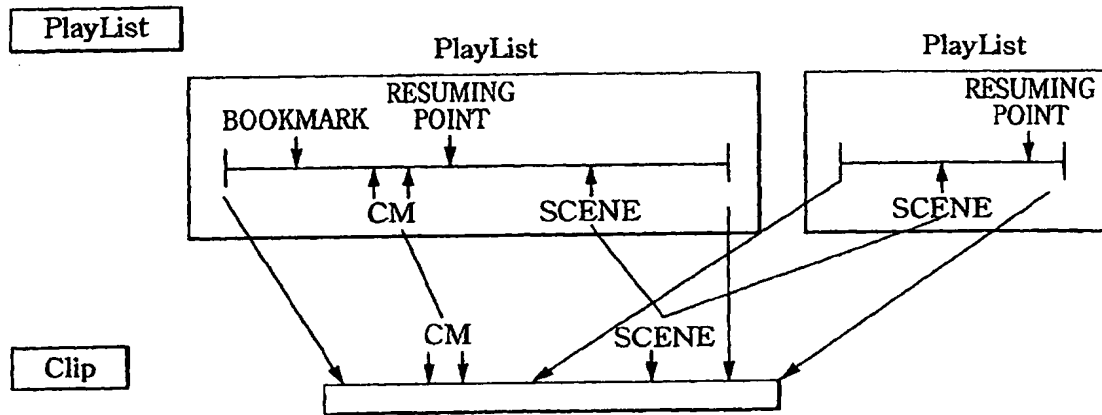 PlayList
PlayList
PlayList
BOOKMARK
RESUMING
POINT
RESUMING
POINT
CM
SCENE
SCENE
CM
SCENE
Clip